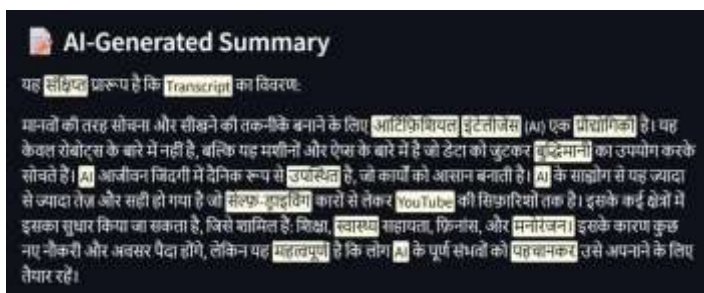 AI-Generated Summary
यह संक्षिप्त प्रारूप है कि Transcript का विवरण:
मानवों की तरह सोचना और सीखने की तकनीकें बनाने के लिए आर्टिफ़िशियल इंटेलीजेंस (AI) एक प्रौद्योगिकी है। यह
केवल रोबोट्स के बारे में नहीं है, बल्कि यह मशीनों और ऐप्स के बारे में है जो डेटा को जुटकर बुद्धिमानी का उपयोग करके
सोचते हैं। AI आजीवन जिंदगी में दैनिक रूप से उपस्थित है, जो कार्यों को आसान बनाती है। AI के साह्योग से यह ज्यादा
से ज्यादा तेज़ और सही हो गया है जो सेल्फ़-ड्राइविंग कारों से लेकर YouTube की सिफ़ारिशों तक है। इसके कई क्षेत्रों में
इसका सुधार किया जा सकता है, जिसे शामिल है: शिक्षा, स्वास्थ्य सहायता, फ़िनांस, और मनोरंजन। इसके कारण कुछ
नए नौकरी और अवसर पैदा होंगे, लेकिन यह महत्वपूर्ण है कि लोग AI के पूर्ण संभवों को पहचानकर उसे अपनाने के लिए
तैयार रहें।